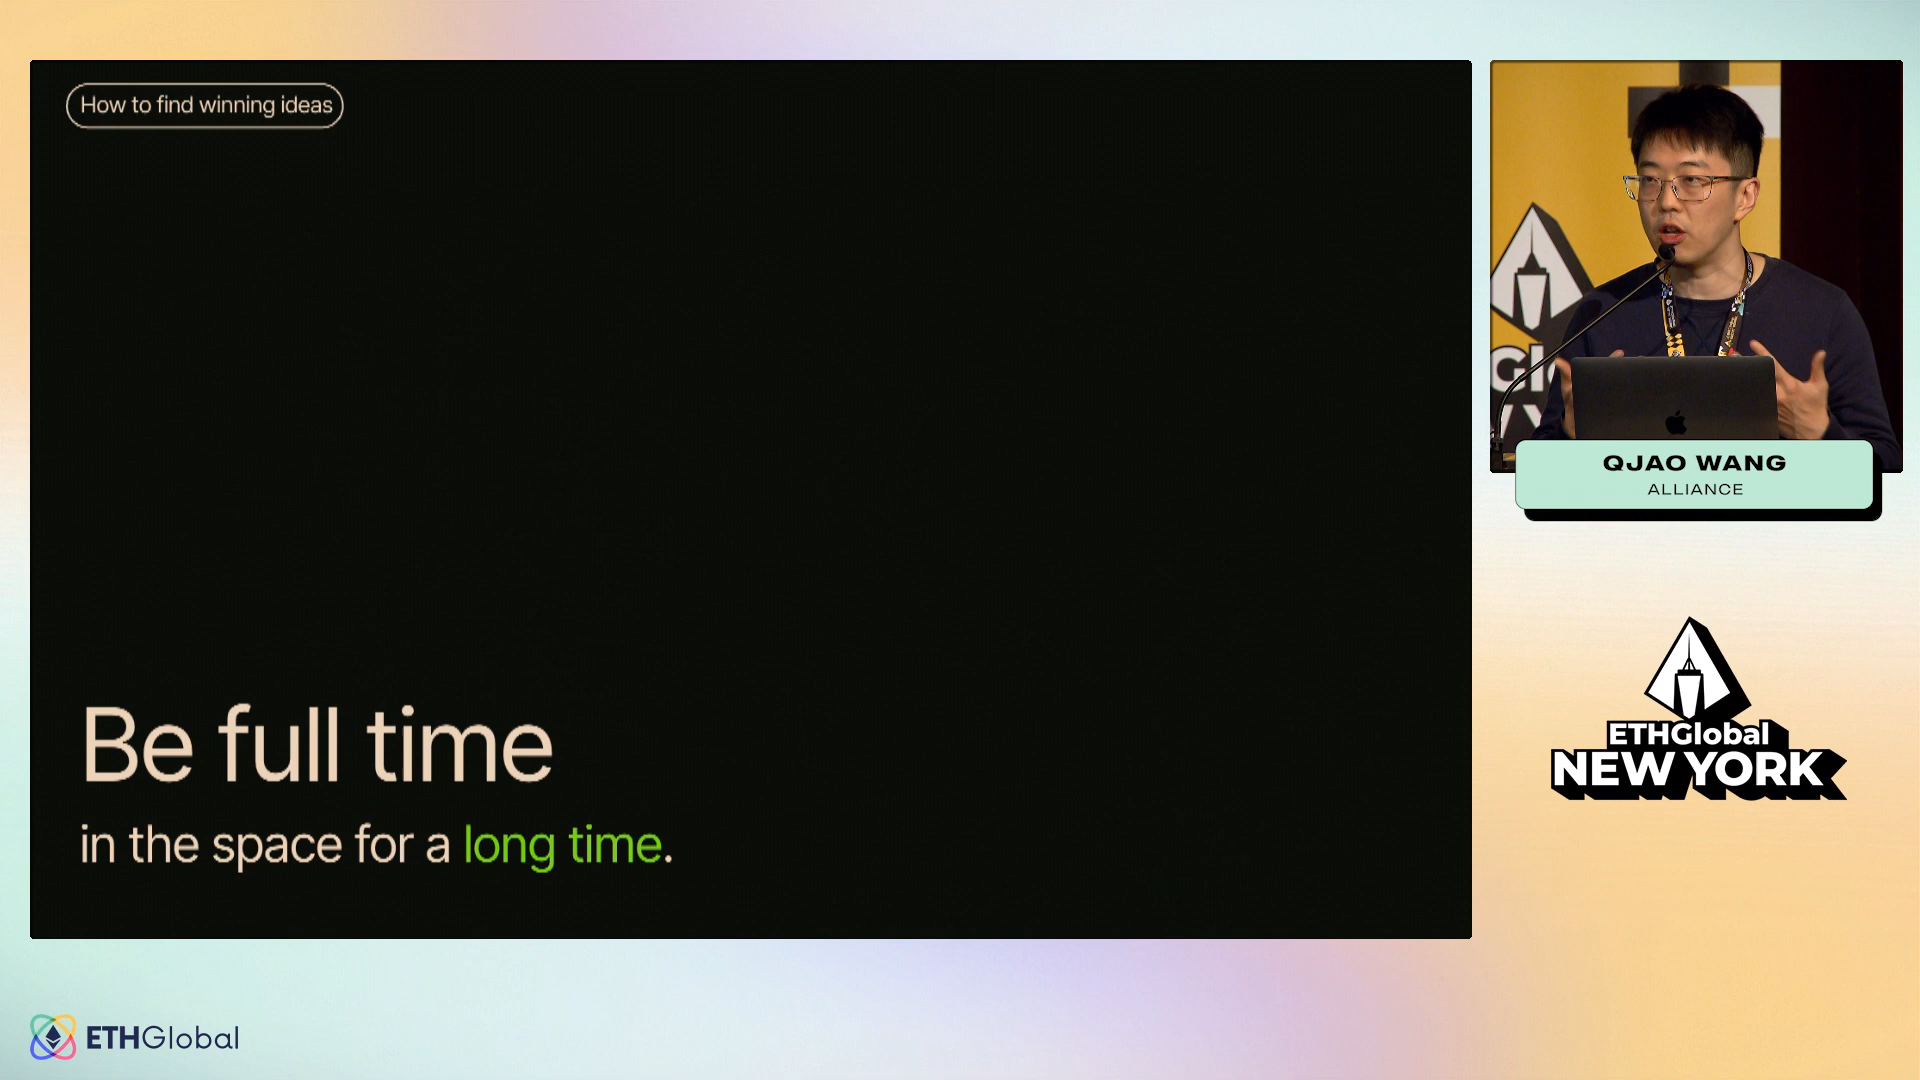 How to find winning ideas
Be full time
in the space for a long time.
QJAO WANG
ALLIANCE
ETHGlobal
NEW YORK
ETHGlobal